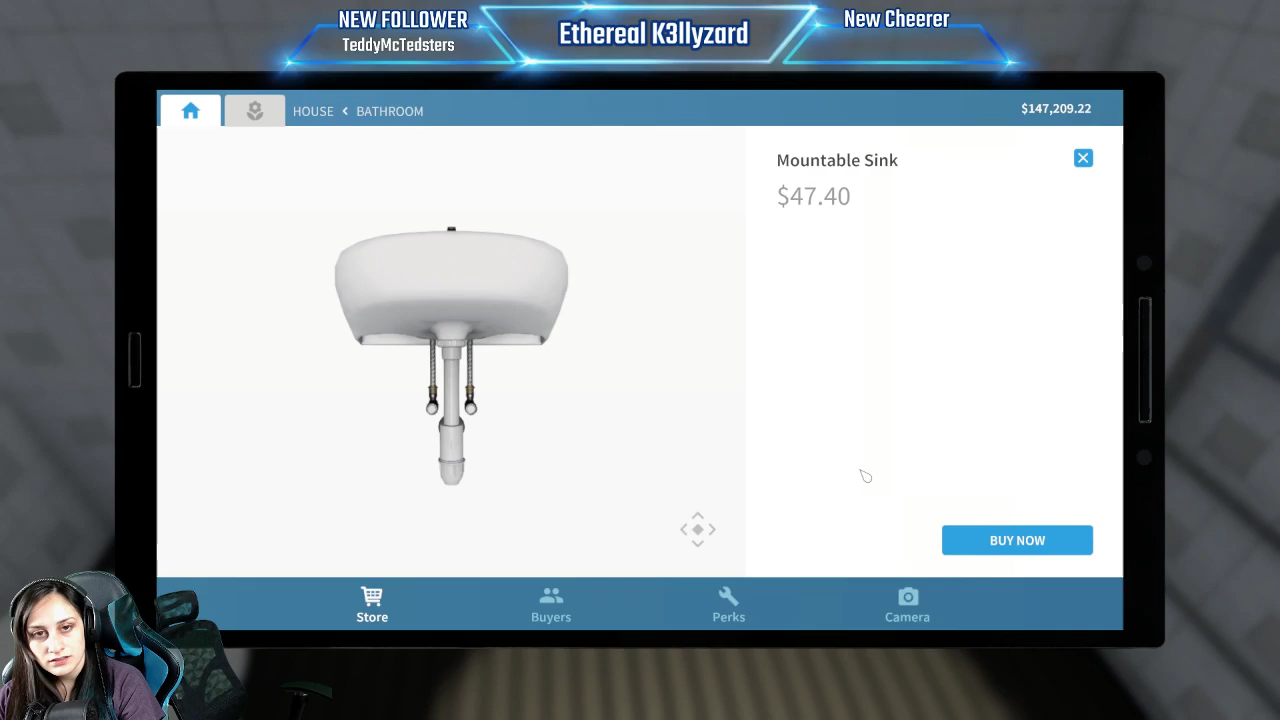 NEW FOLLOWER
TeddyMcTedsters
Ethereal K3llyzard
New Cheerer
HOUSE
BATHROOM
$147,209.22
Mountable Sink
$47.40
BUY NOW
Store
Buyers
Perks
Camera